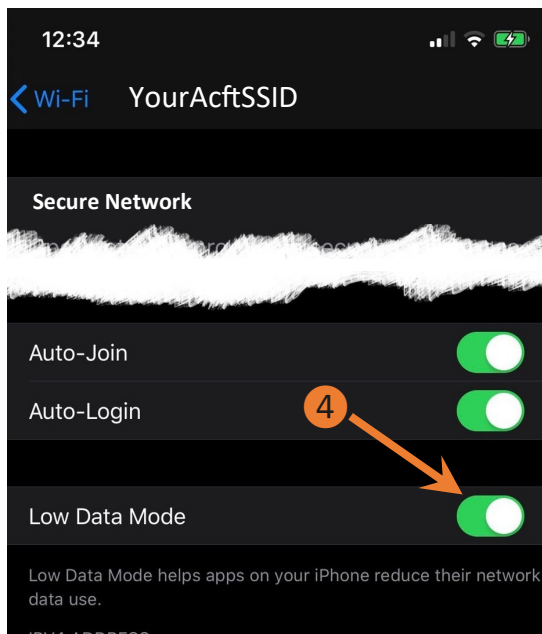 12:34
Wi-Fi YourAcftSSID
Secure Network
Auto-Join
Auto-Login
4
Low Data Mode
Low Data Mode helps apps on your iPhone reduce their network
data use.